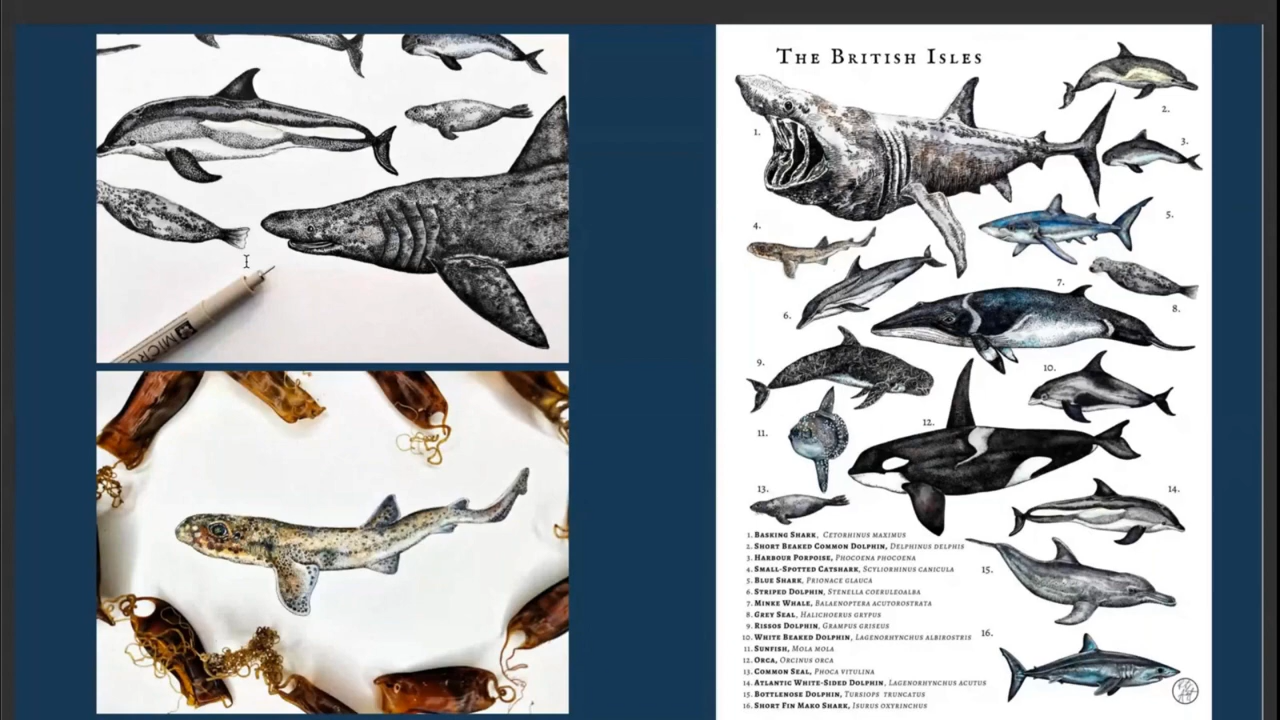 MICRO
The British Isles
1.
2.
3.
4.
5.
6.
7.
8.
9.
10.
11.
12.
13.
14.
15.
16.
1. Basking Shark, Cetorhinus maximus
2. Short Beaked Common Dolphin, Delphinus delphis
3. Harbour Porpoise, Phocoena phocoena
4. Small-Spotted Catshark, Scyliorhinus canicula
5. Blue Shark, Prionace glauca
6. Striped Dolphin, Stenella coeruleoalba
7. Minke Whale, Balaenoptera acutorostrata
8. Grey Seal, Halichoerus grypus
9. Rissos Dolphin, Grampus griseus
10. White Beaked Dolphin, Lagenorhynchus albirostris
11. Sunfish, Mola mola
12. Orca, Orcinus orca
13. Common Seal, Phoca vitulina
14. Atlantic White-Sided Dolphin, Lagenorhynchus acutus
15. Bottlenose Dolphin, Tursiops truncatus
16. Short Fin Mako Shark, Isurus oxyrinchus